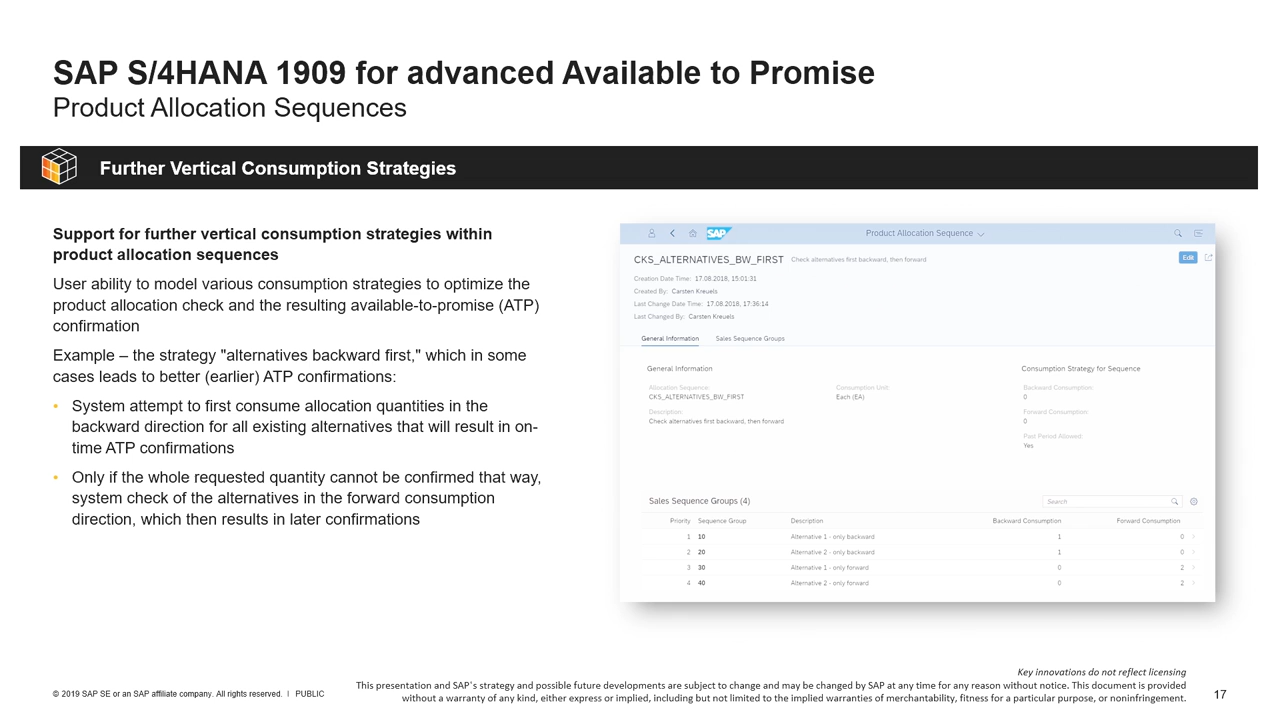 SAP S/4HANA 1909 for advanced Available to Promise
Product Allocation Sequences
Further Vertical Consumption Strategies
Support for further vertical consumption strategies within
product allocation sequences
User ability to model various consumption strategies to optimize the
product allocation check and the resulting available-to-promise (ATP)
confirmation
Example – the strategy "alternatives backward first," which in some
cases leads to better (earlier) ATP confirmations:
• System attempt to first consume allocation quantities in the
backward direction for all existing alternatives that will result in on-
time ATP confirmations
• Only if the whole requested quantity cannot be confirmed that way,
system check of the alternatives in the forward consumption
direction, which then results in later confirmations
SAP Product Allocation Sequence
CKS_ALTERNATIVES_BW_FIRST Check alternatives first backward, then forward Edit
Creation Date Time: 17.08.2018, 15:01:31
Created By: Carsten Kreuels
Last Change Date Time: 17.08.2018, 17:36:14
Last Changed By: Carsten Kreuels
General Information Sales Sequence Groups
General Information Consumption Strategy for Sequence
Allocation Sequence: Consumption Unit: Backward Consumption:
CKS_ALTERNATIVES_BW_FIRST Each (EA) 0
Description: Forward Consumption:
Check alternatives first backward, then forward 0
Past Period Allowed:
Yes
Sales Sequence Groups (4) Search
Priority Sequence Group Description Backward Consumption Forward Consumption
1 10 Alternative 1 - only backward 1 0
2 20 Alternative 2 - only backward 1 0
3 30 Alternative 1 - only forward 0 2
4 40 Alternative 2 - only forward 0 2
Key innovations do not reflect licensing
This presentation and SAP's strategy and possible future developments are subject to change and may be changed by SAP at any time for any reason without notice. This document is provided
without a warranty of any kind, either express or implied, including but not limited to the implied warranties of merchantability, fitness for a particular purpose, or noninfringement.
© 2019 SAP SE or an SAP affiliate company. All rights reserved. | PUBLIC
17